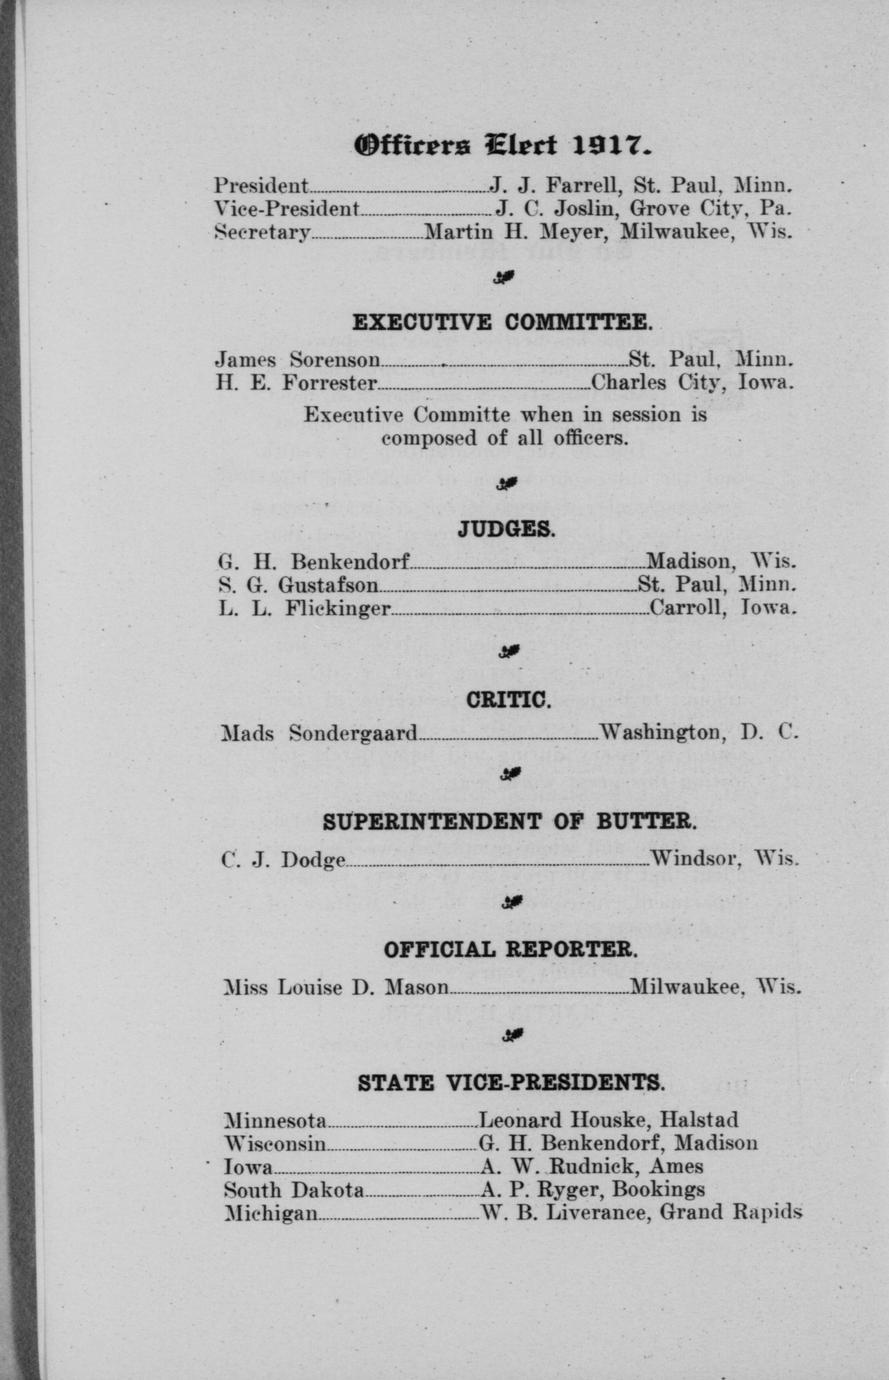 Officers Elect 1917.
President J. J. Farrell, St. Paul, Minn.
Vice-President J. C. Joslin, Grove City, Pa.
Secretary Martin H. Meyer, Milwaukee, Wis.
EXECUTIVE COMMITTEE.
James Sorenson St. Paul, Minn.
H. E. Forrester Charles City, Iowa.
Executive Committe when in session is
composed of all officers.
JUDGES.
G. H. Benkendorf Madison, Wis.
S. G. Gustafson St. Paul, Minn.
L. L. Flickinger Carroll, Iowa.
CRITIC.
Mads Sondergaard Washington, D. C.
SUPERINTENDENT OF BUTTER.
C. J. Dodge Windsor, Wis.
OFFICIAL REPORTER.
Miss Louise D. Mason Milwaukee, Wis.
STATE VICE-PRESIDENTS.
Minnesota Leonard Houske, Halstad
Wisconsin G. H. Benkendorf, Madison
Iowa A. W. Rudnick, Ames
South Dakota A. P. Ryger, Bookings
Michigan W. B. Liverance, Grand Rapids